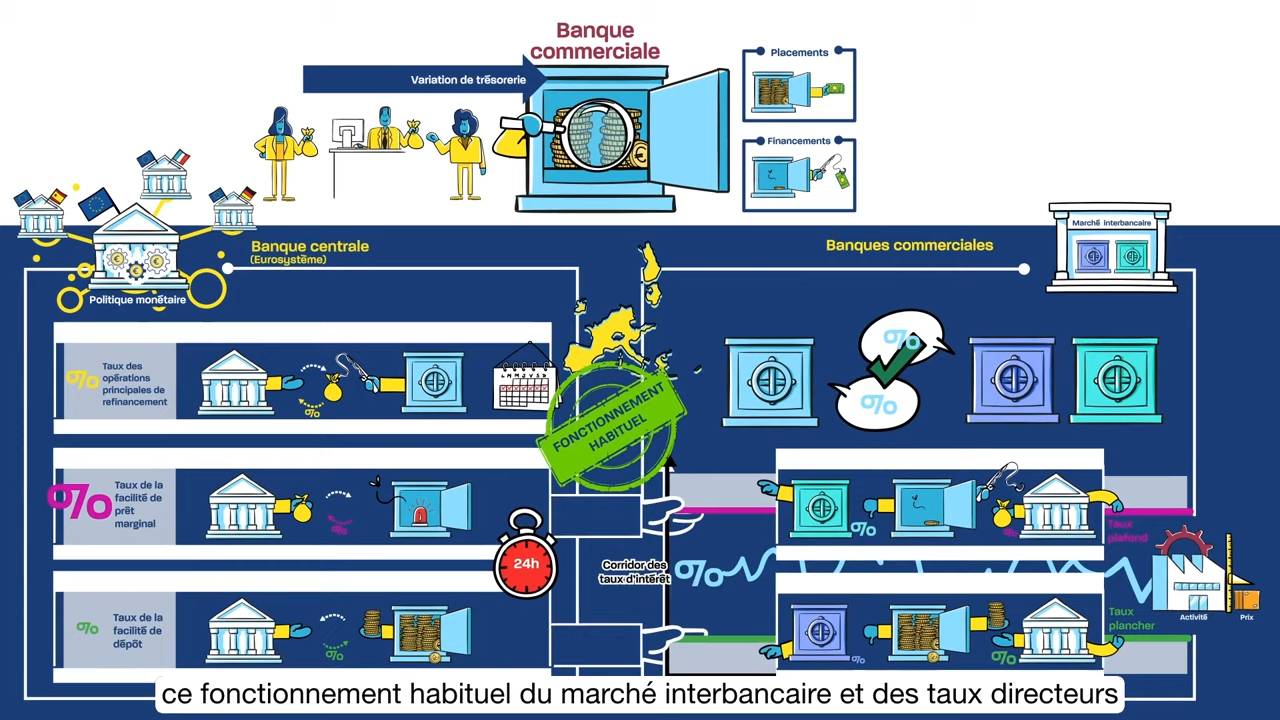 Banque
commerciale
Variation de trésorerie
Placements
Financements
Banque centrale
(Eurosystème)
Politique monétaire
Banques commerciales
Marché interbancaire
%
Taux des
opérations
principales de
refinancement
%
L M M J V S D
%
%
FONCTIONNEMENT
HABITUEL
%
Taux de la
facilité de
prêt
marginal
%
24h
%
Taux de la
facilité de
dépôt
%
Corridor des
taux d'intérêt
%
%
%
Taux
plafond
Taux
plancher
%
%
Activité
Prix
ce fonctionnement habituel du marché interbancaire et des taux directeurs